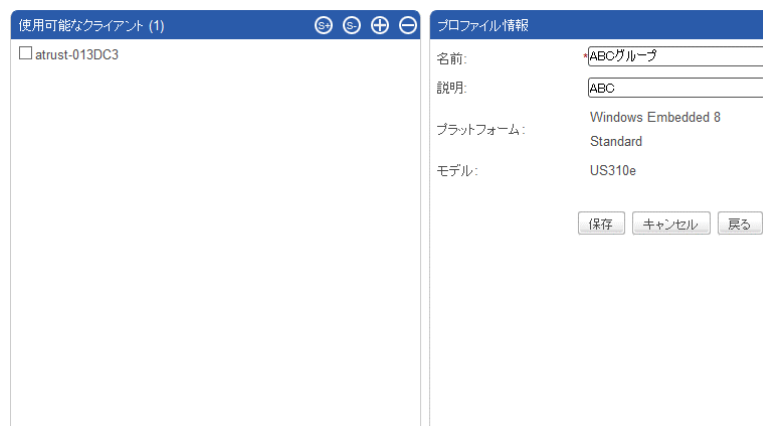 使用可能なクライアント (1)
S+ S-
atrust-013DC3
プロファイル情報
名前: *ABCグループ
説明: ABC
プラットフォーム: Windows Embedded 8
Standard
モデル: US310e
保存 キャンセル 戻る